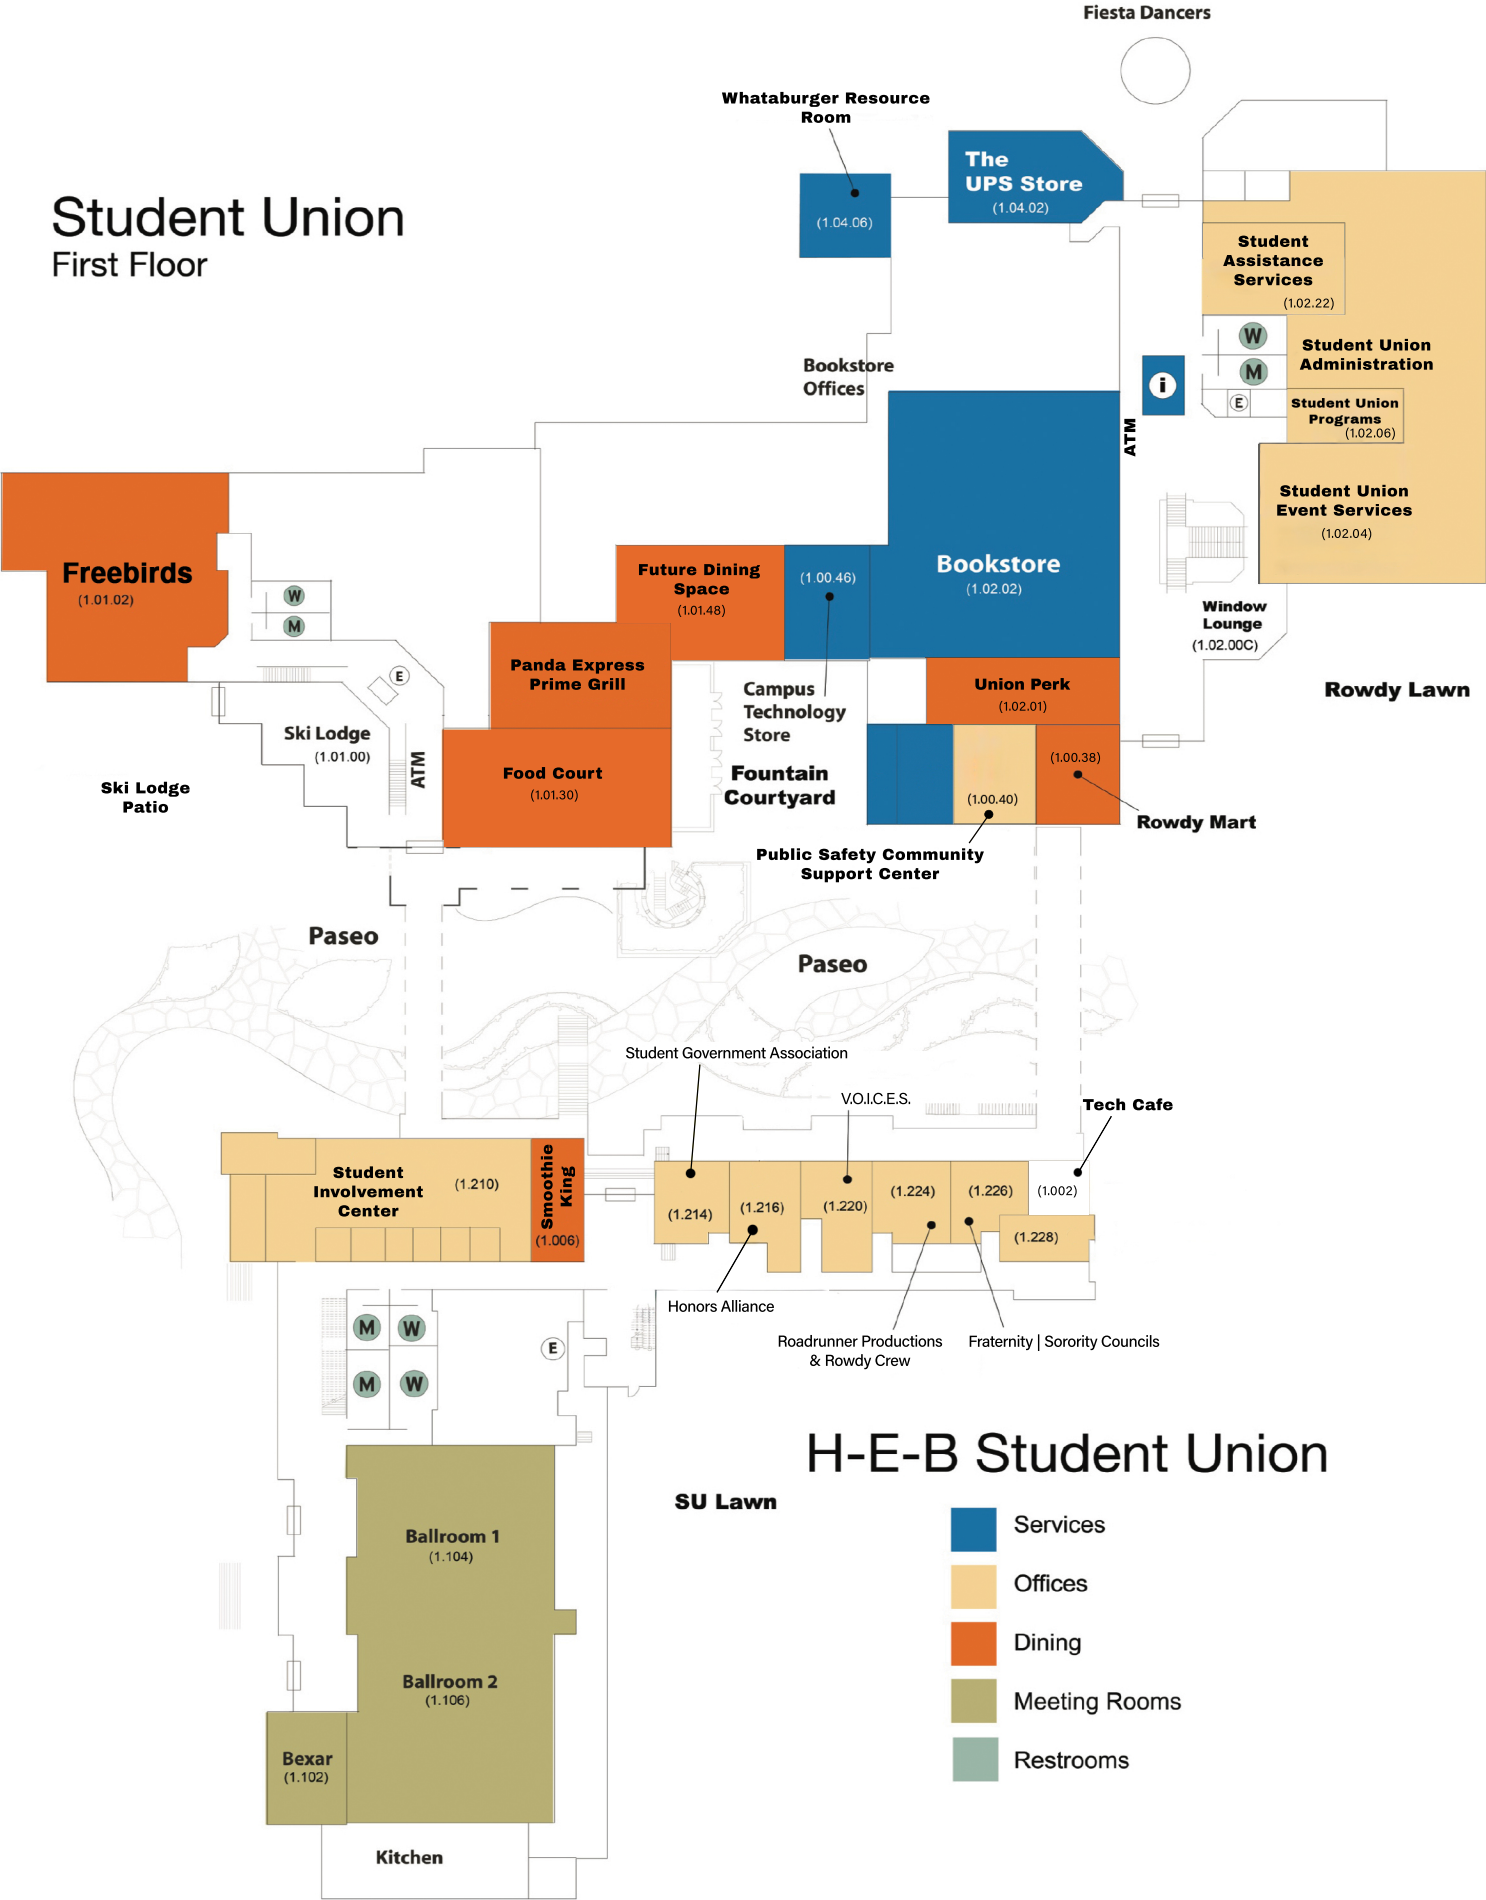 Fiesta Dancers
Whataburger Resource
Room
(1.04.06)
The
UPS Store
(1.04.02)
Student Union
First Floor
Student
Assistance
Services
(1.02.22)
W
M
E
Student Union
Administration
Student Union
Programs
(1.02.06)
Student Union
Event Services
(1.02.04)
i
ATM
Bookstore
Offices
Bookstore
(1.02.02)
Window
Lounge
(1.02.00C)
Rowdy Lawn
Freebirds
(1.01.02)
W
M
E
Future Dining
Space
(1.01.48)
(1.00.46)
Panda Express
Prime Grill
Campus
Technology
Store
Union Perk
(1.02.01)
Ski Lodge
(1.01.00)
ATM
Ski Lodge
Patio
Food Court
(1.01.30)
Fountain
Courtyard
(1.00.40)
(1.00.38)
Rowdy Mart
Public Safety Community
Support Center
Paseo
Paseo
Student Government Association
V.O.I.C.E.S.
Tech Cafe
Student
Involvement
Center
(1.210)
Smoothie
King
(1.006)
(1.214)
(1.216)
(1.220)
(1.224)
(1.226)
(1.002)
(1.228)
Honors Alliance
Roadrunner Productions
& Rowdy Crew
Fraternity | Sorority Councils
M
W
E
M
W
H-E-B Student Union
SU Lawn
Services
Offices
Dining
Meeting Rooms
Restrooms
Ballroom 1
(1.104)
Ballroom 2
(1.106)
Bexar
(1.102)
Kitchen